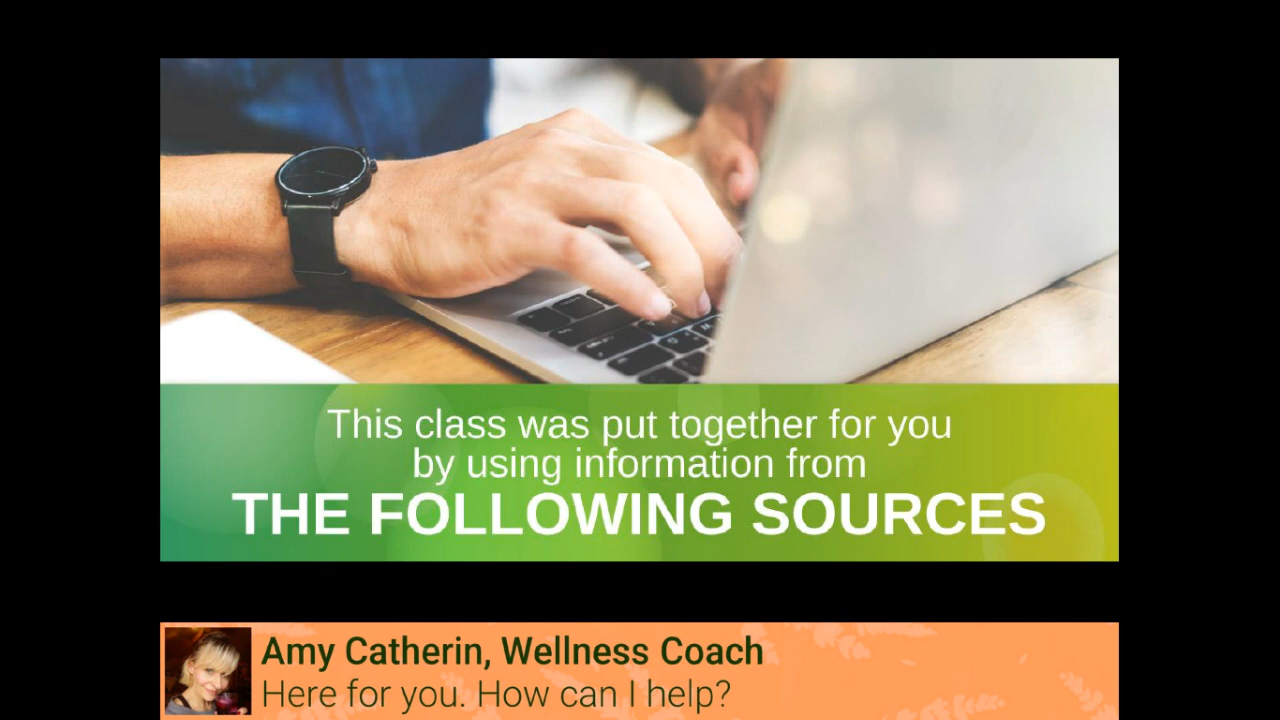 This class was put together for you
by using information from
THE FOLLOWING SOURCES
Amy Catherin, Wellness Coach
Here for you. How can I help?